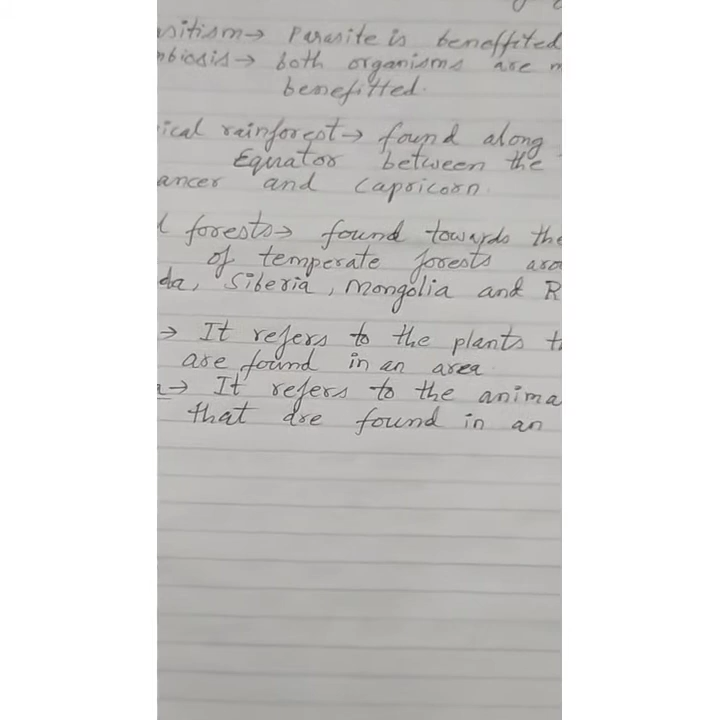 sitism→ Parasite is beneffited
mbiosis→ both organisms are
benefitted.
ical rainforest→ found along
Equator between the
ancer and Capricorn.
l forests→ found towards the
of temperate forests
da, Siberia, Mongolia and R
→ It refers to the plants
are found in an area
→ It refers to the anima
that are found in an